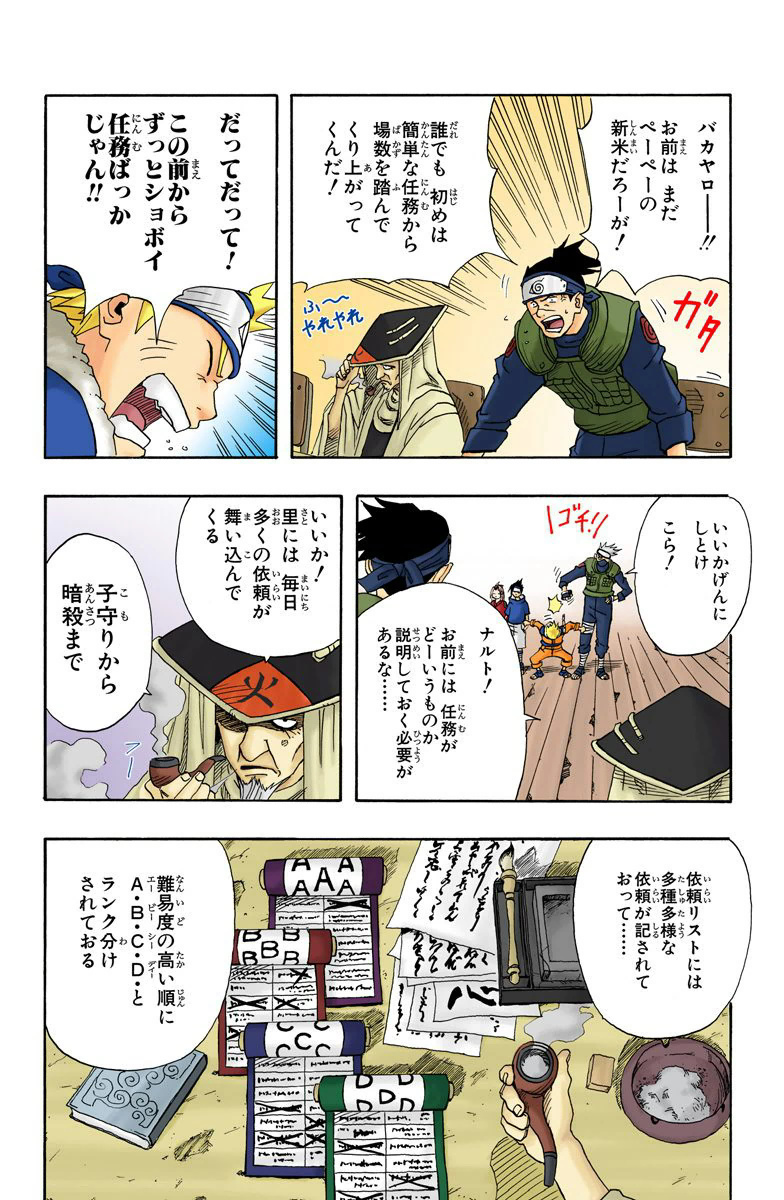 バカヤロ――!!
お前は まだ
ペーペーの
新米だろーが!
ガタ
誰でも 初めは
簡単な任務から
場数を踏んで
くり上がって
くんだ!
ふ〜〜
やれやれ
だってだって!
この前から
ずっとショボイ
任務ばっか
じゃん!!
いいかげんに
しとけ
こら!
ゴチ!
ナルト!
お前には 任務が
どーいうものか
説明しておく必要が
あるな……
いいか!
里には 毎日
多くの依頼が
舞い込んで
くる
火
子守りから
暗殺まで
フー
依頼リストには
多種多様な
依頼が記されて
おって……
AAAA
BBBB
CCCC
DDD
難易度の高い順に
A・B・C・D・と
ランク分け
されておる